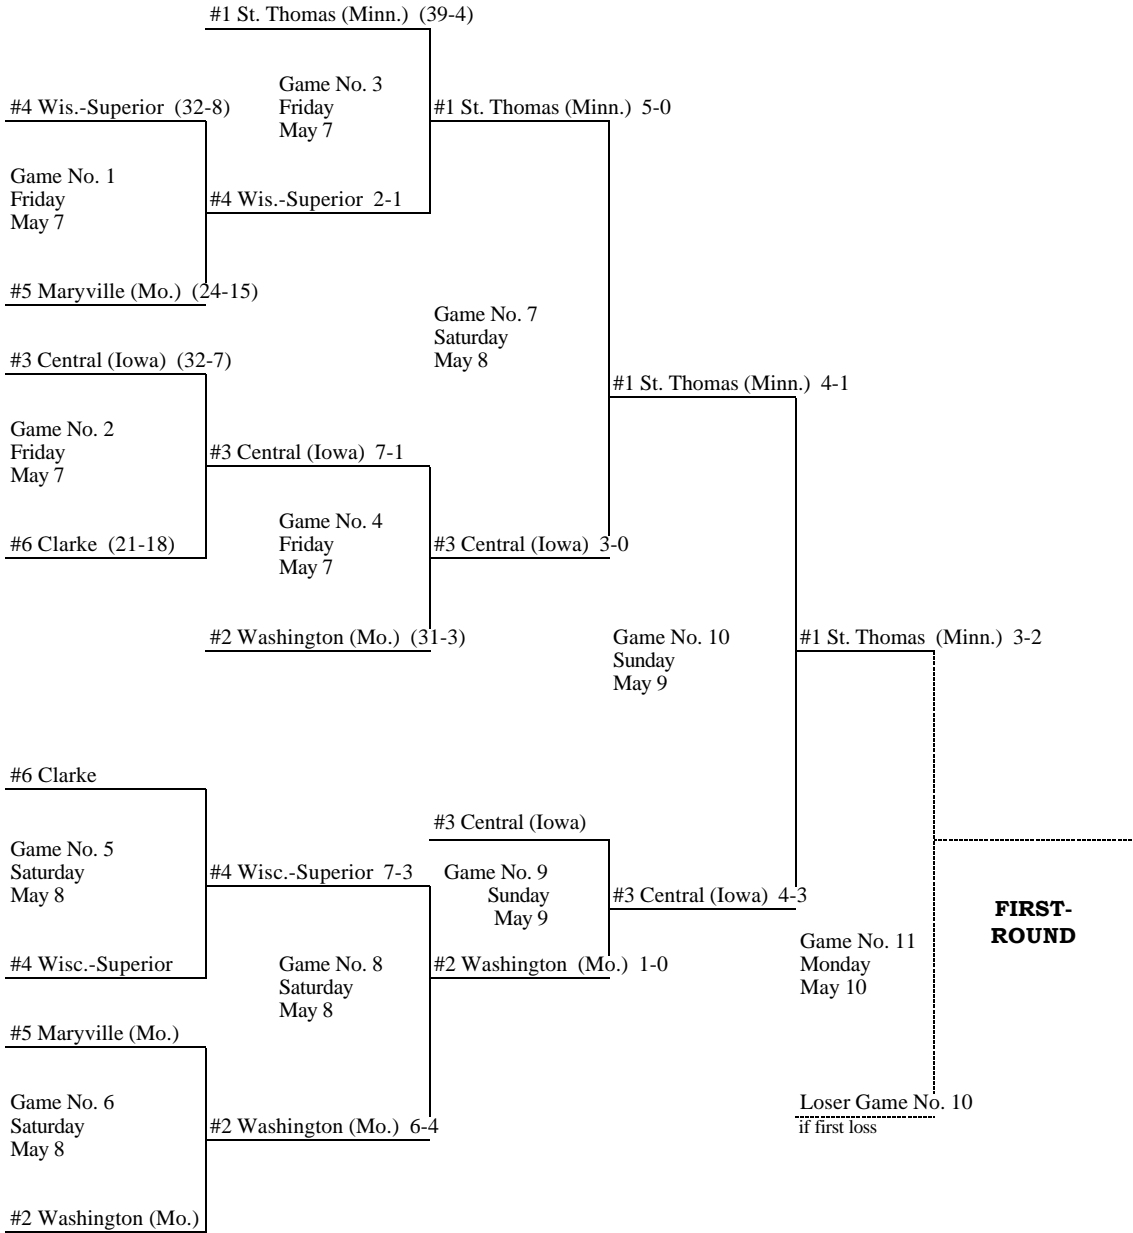 #1 St. Thomas (Minn.) (39-4)
Game No. 3
Friday
May 7
#4 Wis.-Superior (32-8)
#1 St. Thomas (Minn.) 5-0
Game No. 1
Friday
May 7
#4 Wis.-Superior 2-1
#5 Maryville (Mo.) (24-15)
Game No. 7
Saturday
May 8
#3 Central (Iowa) (32-7)
#1 St. Thomas (Minn.) 4-1
Game No. 2
Friday
May 7
#3 Central (Iowa) 7-1
Game No. 4
Friday
May 7
#6 Clarke (21-18)
#3 Central (Iowa) 3-0
#2 Washington (Mo.) (31-3)
Game No. 10
Sunday
May 9
#1 St. Thomas (Minn.) 3-2
#6 Clarke
#3 Central (Iowa)
Game No. 5
Saturday
May 8
#4 Wisc.-Superior 7-3
Game No. 9
Sunday
May 9
#3 Central (Iowa) 4-3
FIRST-
ROUND
Game No. 11
Monday
May 10
#4 Wisc.-Superior
Game No. 8
Saturday
May 8
#2 Washington (Mo.) 1-0
#5 Maryville (Mo.)
Game No. 6
Saturday
May 8
#2 Washington (Mo.) 6-4
Loser Game No. 10
if first loss
#2 Washington (Mo.)